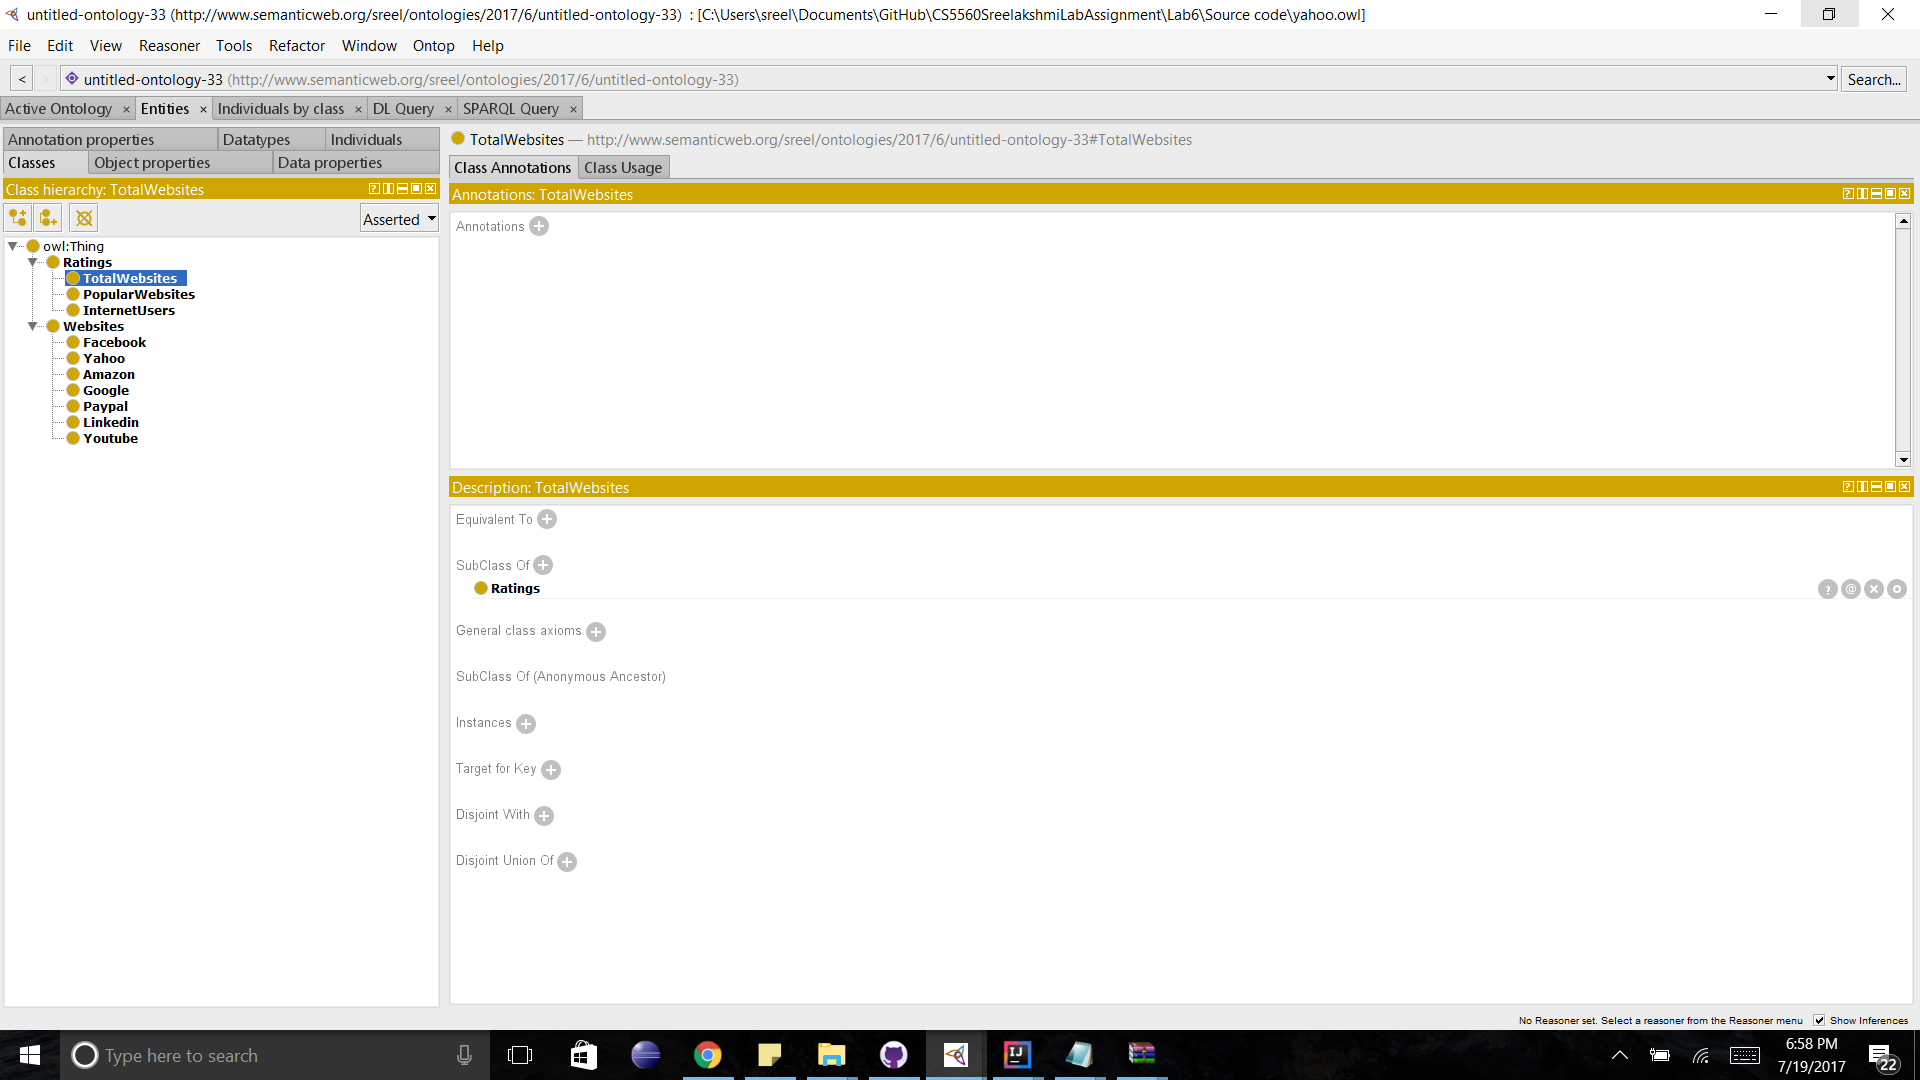 untitled-ontology-33 (http://www.semanticweb.org/sreel/ontologies/2017/6/untitled-ontology-33) : [C:\Users\sreel\Documents\GitHub\CS5560SreelakshmiLabAssignment\Lab6\Source code\yahoo.owl]
File Edit View Reasoner Tools Refactor Window Ontop Help
< > untitled-ontology-33 (http://www.semanticweb.org/sreel/ontologies/2017/6/untitled-ontology-33) Search...
Active Ontology × Entities × Individuals by class × DL Query × SPARQL Query ×
Annotation properties Datatypes Individuals
Classes Object properties Data properties
Class hierarchy: TotalWebsites
Asserted
owl:Thing
Ratings
TotalWebsites
PopularWebsites
InternetUsers
Websites
Facebook
Yahoo
Amazon
Google
Paypal
Linkedin
Youtube
TotalWebsites — http://www.semanticweb.org/sreel/ontologies/2017/6/untitled-ontology-33#TotalWebsites
Class Annotations Class Usage
Annotations: TotalWebsites
Annotations
Description: TotalWebsites
Equivalent To
SubClass Of
Ratings
General class axioms
SubClass Of (Anonymous Ancestor)
Instances
Target for Key
Disjoint With
Disjoint Union Of
No Reasoner set. Select a reasoner from the Reasoner menu Show Inferences
Type here to search
6:58 PM
7/19/2017
22